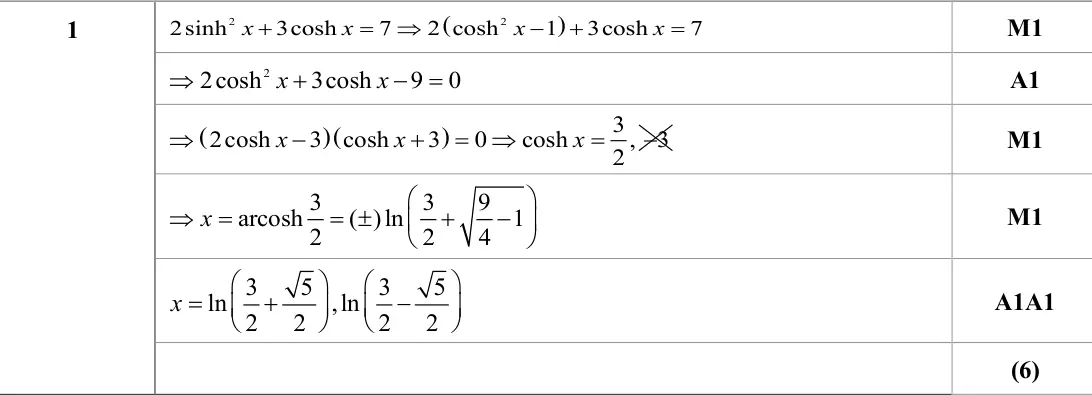 1 2 sinh² x + 3 cosh x = 7 ⇒ 2 (cosh² x − 1) + 3 cosh x = 7 M1
⇒ 2 cosh² x + 3 cosh x − 9 = 0 A1
⇒ (2 cosh x − 3)(cosh x + 3) = 0 ⇒ cosh x = 3/2, −3 M1
⇒ x = arcosh 3/2 = (±) ln(3/2 + √(9/4 − 1)) M1
x = ln(3/2 + √5/2), ln(3/2 − √5/2) A1A1
(6)